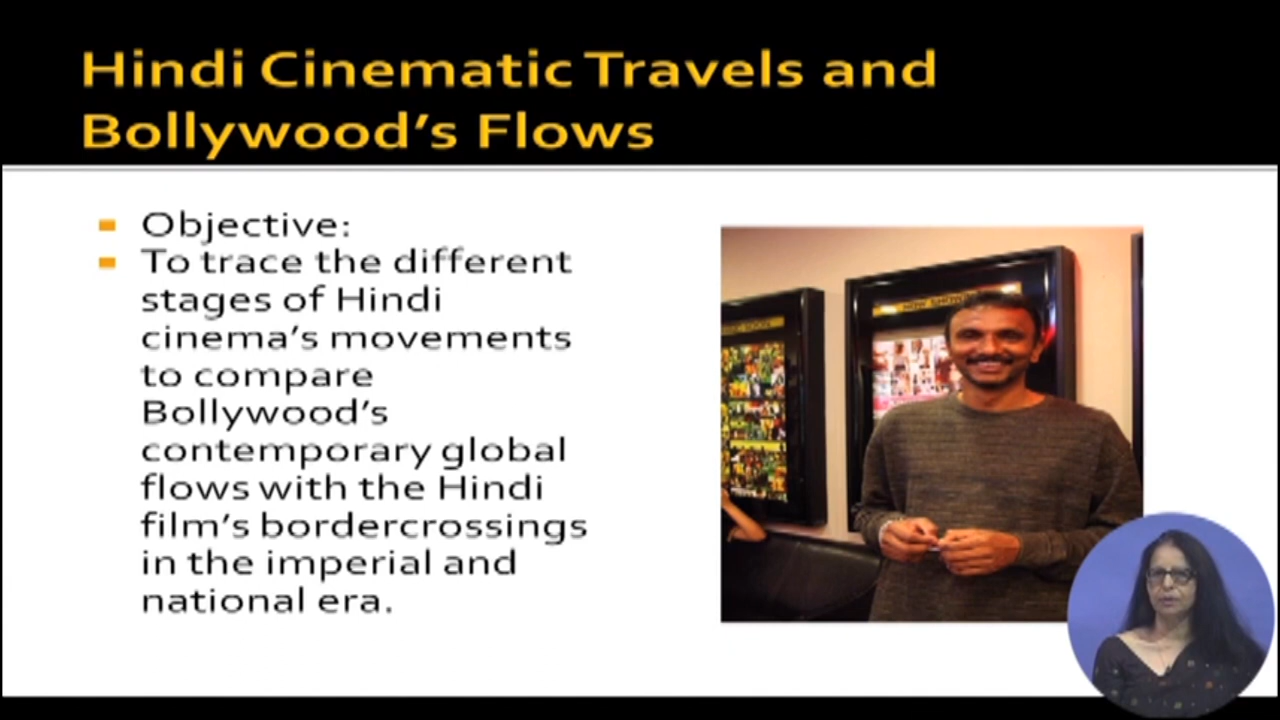 Hindi Cinematic Travels and
Bollywood's Flows
Objective:
To trace the different
stages of Hindi
cinema's movements
to compare
Bollywood's
contemporary global
flows with the Hindi
film's bordercrossings
in the imperial and
national era.